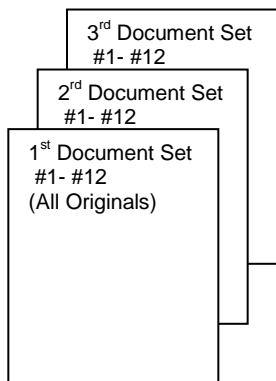 3rd Document Set
#1- #12
2rd Document Set
#1- #12
1st Document Set
#1- #12
(All Originals)